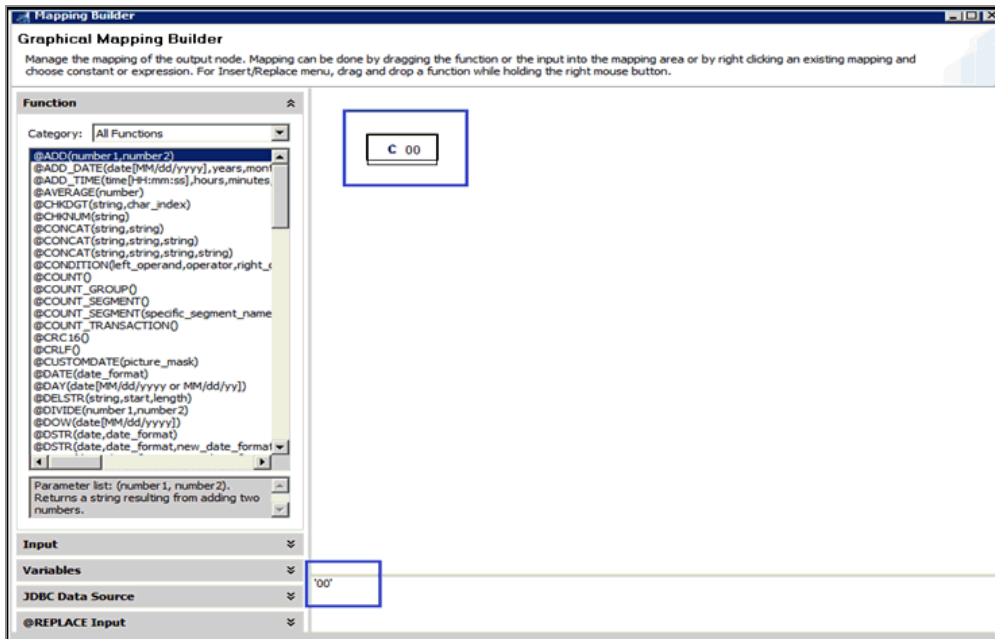 Mapping Builder
Graphical Mapping Builder
Manage the mapping of the output node. Mapping can be done by dragging the function or the input into the mapping area or by right clicking an existing mapping and
choose constant or expression. For Insert/Replace menu, drag and drop a function while holding the right mouse button.
Function
Category: All Functions
@ADD(number1,number2)
@ADD_DATE(date[MM/dd/yyyy],years,mont
@ADD_TIME(time[HH:mm:ss],hours,minutes,
@AVERAGE(number)
@CHKDGT(string,char_index)
@CHKNUM(string)
@CONCAT(string,string)
@CONCAT(string,string,string)
@CONCAT(string,string,string,string)
@CONDITION(left_operand,operator,right_c
@COUNT()
@COUNT_GROUP()
@COUNT_SEGMENT()
@COUNT_SEGMENT(specific_segment_name
@COUNT_TRANSACTION()
@CRC16()
@CRLF()
@CUSTOMDATE(picture_mask)
@DATE(date_format)
@DAY(date[MM/dd/yyyy or MM/dd/yy])
@DELSTR(string,start,length)
@DIVIDE(number1,number2)
@DOW(date[MM/dd/yyyy])
@DSTR(date,date_format)
@DSTR(date,date_format,new_date_format
Parameter list: (number1, number2).
Returns a string resulting from adding two
numbers.
Input
Variables
JDBC Data Source
@REPLACE Input
C 00
'00'